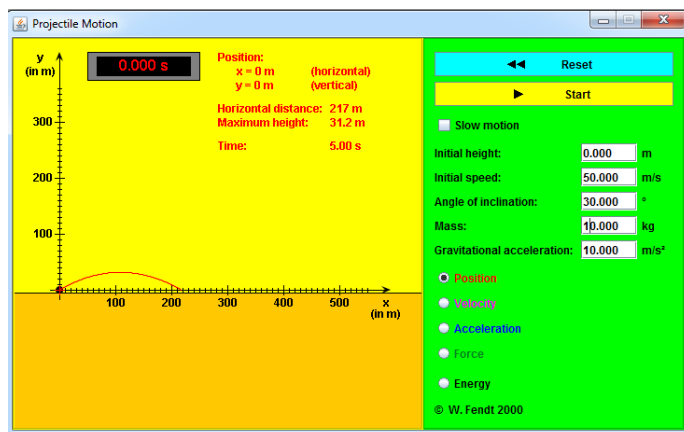 Projectile Motion
y
(in m)
0.000 s
Position:
x = 0 m (horizontal)
y = 0 m (vertical)
Horizontal distance: 217 m
Maximum height: 31.2 m
Time: 5.00 s
300
200
100
100 200 300 400 500 x
(in m)
Reset
Start
Slow motion
Initial height: 0.000 m
Initial speed: 50.000 m/s
Angle of inclination: 30.000 °
Mass: 10.000 kg
Gravitational acceleration: 10.000 m/s²
Position
Velocity
Acceleration
Force
Energy
© W. Fendt 2000